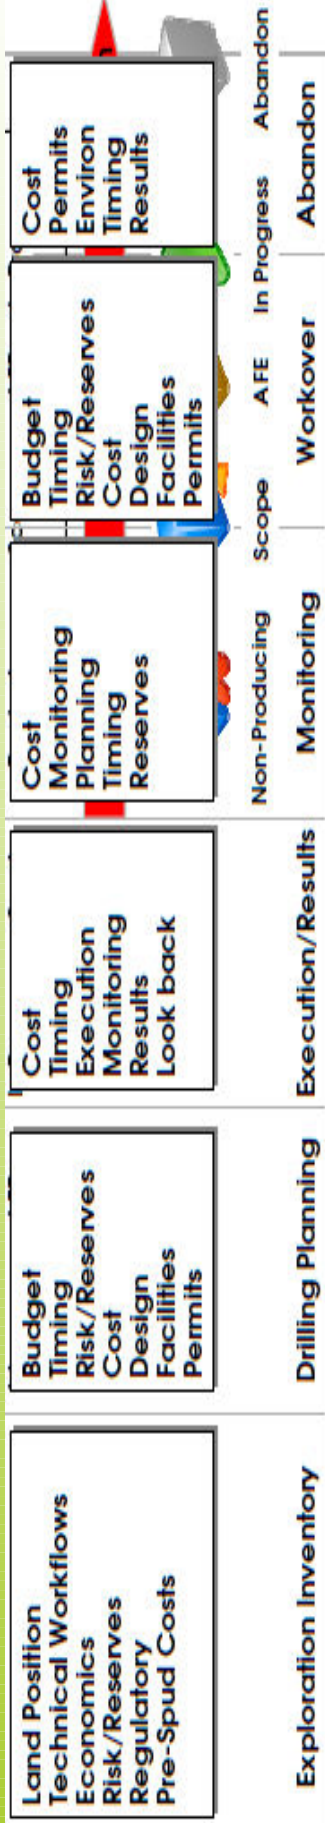 Land Position
Technical Workflows
Economics
Risk/Reserves
Regulatory
Pre-Spud Costs
Budget
Timing
Risk/Reserves
Cost
Design
Facilities
Permits
Cost
Timing
Execution
Monitoring
Results
Look back
Cost
Monitoring
Planning
Timing
Reserves
Budget
Timing
Risk/Reserves
Cost
Design
Facilities
Permits
Cost
Permits
Environ
Timing
Results
Non-Producing
Scope
AFE
In Progress
Abandon
Exploration Inventory
Drilling Planning
Execution/Results
Monitoring
Workover
Abandon